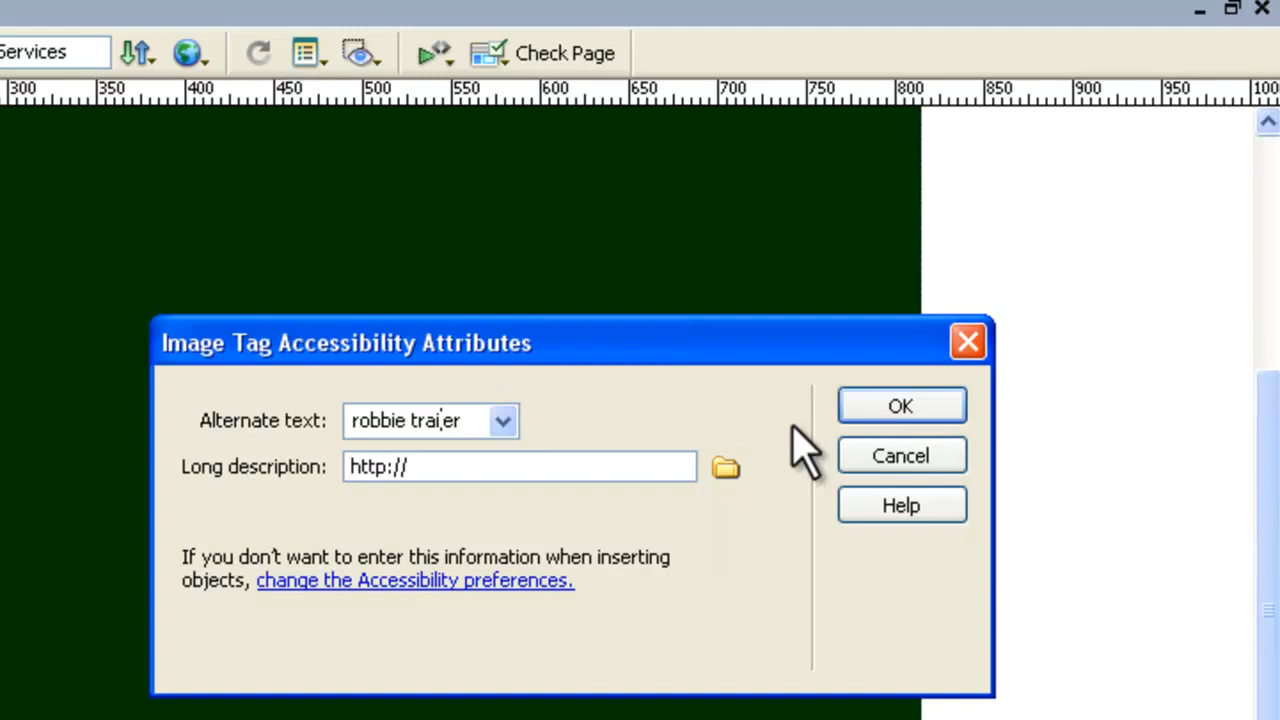 Services
Check Page
300 350 400 450 500 550 600 650 700 750 800 850 900 950 100
Image Tag Accessibility Attributes
Alternate text: robbie traier
OK
Long description: http://
Cancel
Help
If you don't want to enter this information when inserting
objects, change the Accessibility preferences.